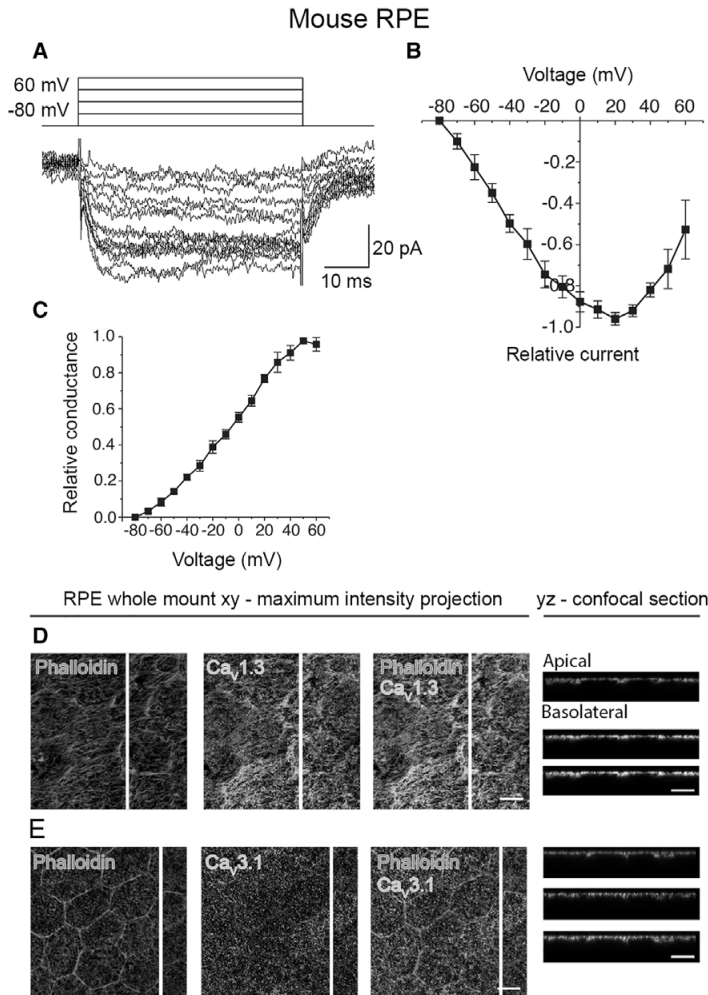 Mouse RPE
A
60 mV
-80 mV
20 pA
10 ms
B
Voltage (mV)
-80 -60 -40 -20 0 20 40 60
-0.2
-0.4
-0.6
-0.8
-1.0
Relative current
C
Relative conductance
1.0
0.8
0.6
0.4
0.2
0.0
-80 -60 -40 -20 0 20 40 60
Voltage (mV)
RPE whole mount xy - maximum intensity projection
yz - confocal section
D
Phalloidin
Cav1.3
Phalloidin
Cav1.3
Apical
Basolateral
E
Phalloidin
Cav3.1
Phalloidin
Cav3.1